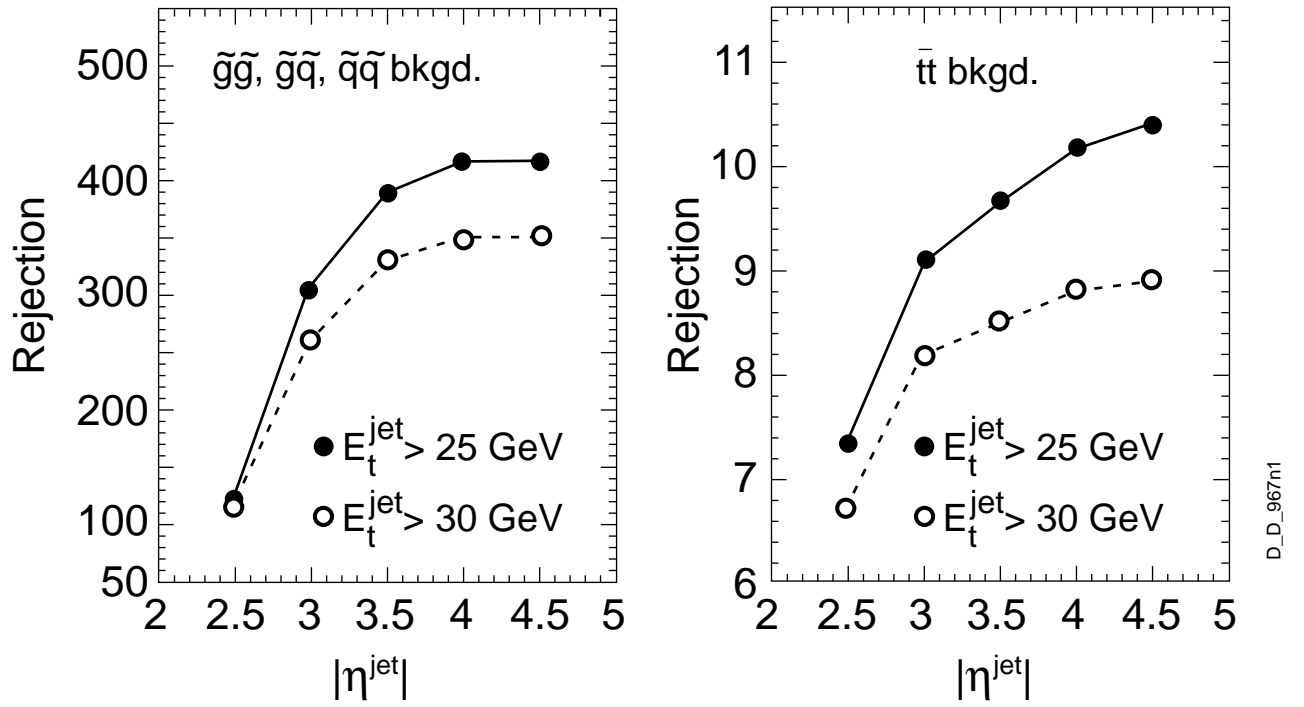 g̃g̃, g̃q̃, q̃q̃ bkgd.
Rejection
500
400
300
200
100
50
2 2.5 3 3.5 4 4.5 5
|η^jet|
E_t^jet > 25 GeV
E_t^jet > 30 GeV
t̄t bkgd.
Rejection
11
10
9
8
7
6
2 2.5 3 3.5 4 4.5 5
|η^jet|
E_t^jet > 25 GeV
E_t^jet > 30 GeV
D_D_967n1